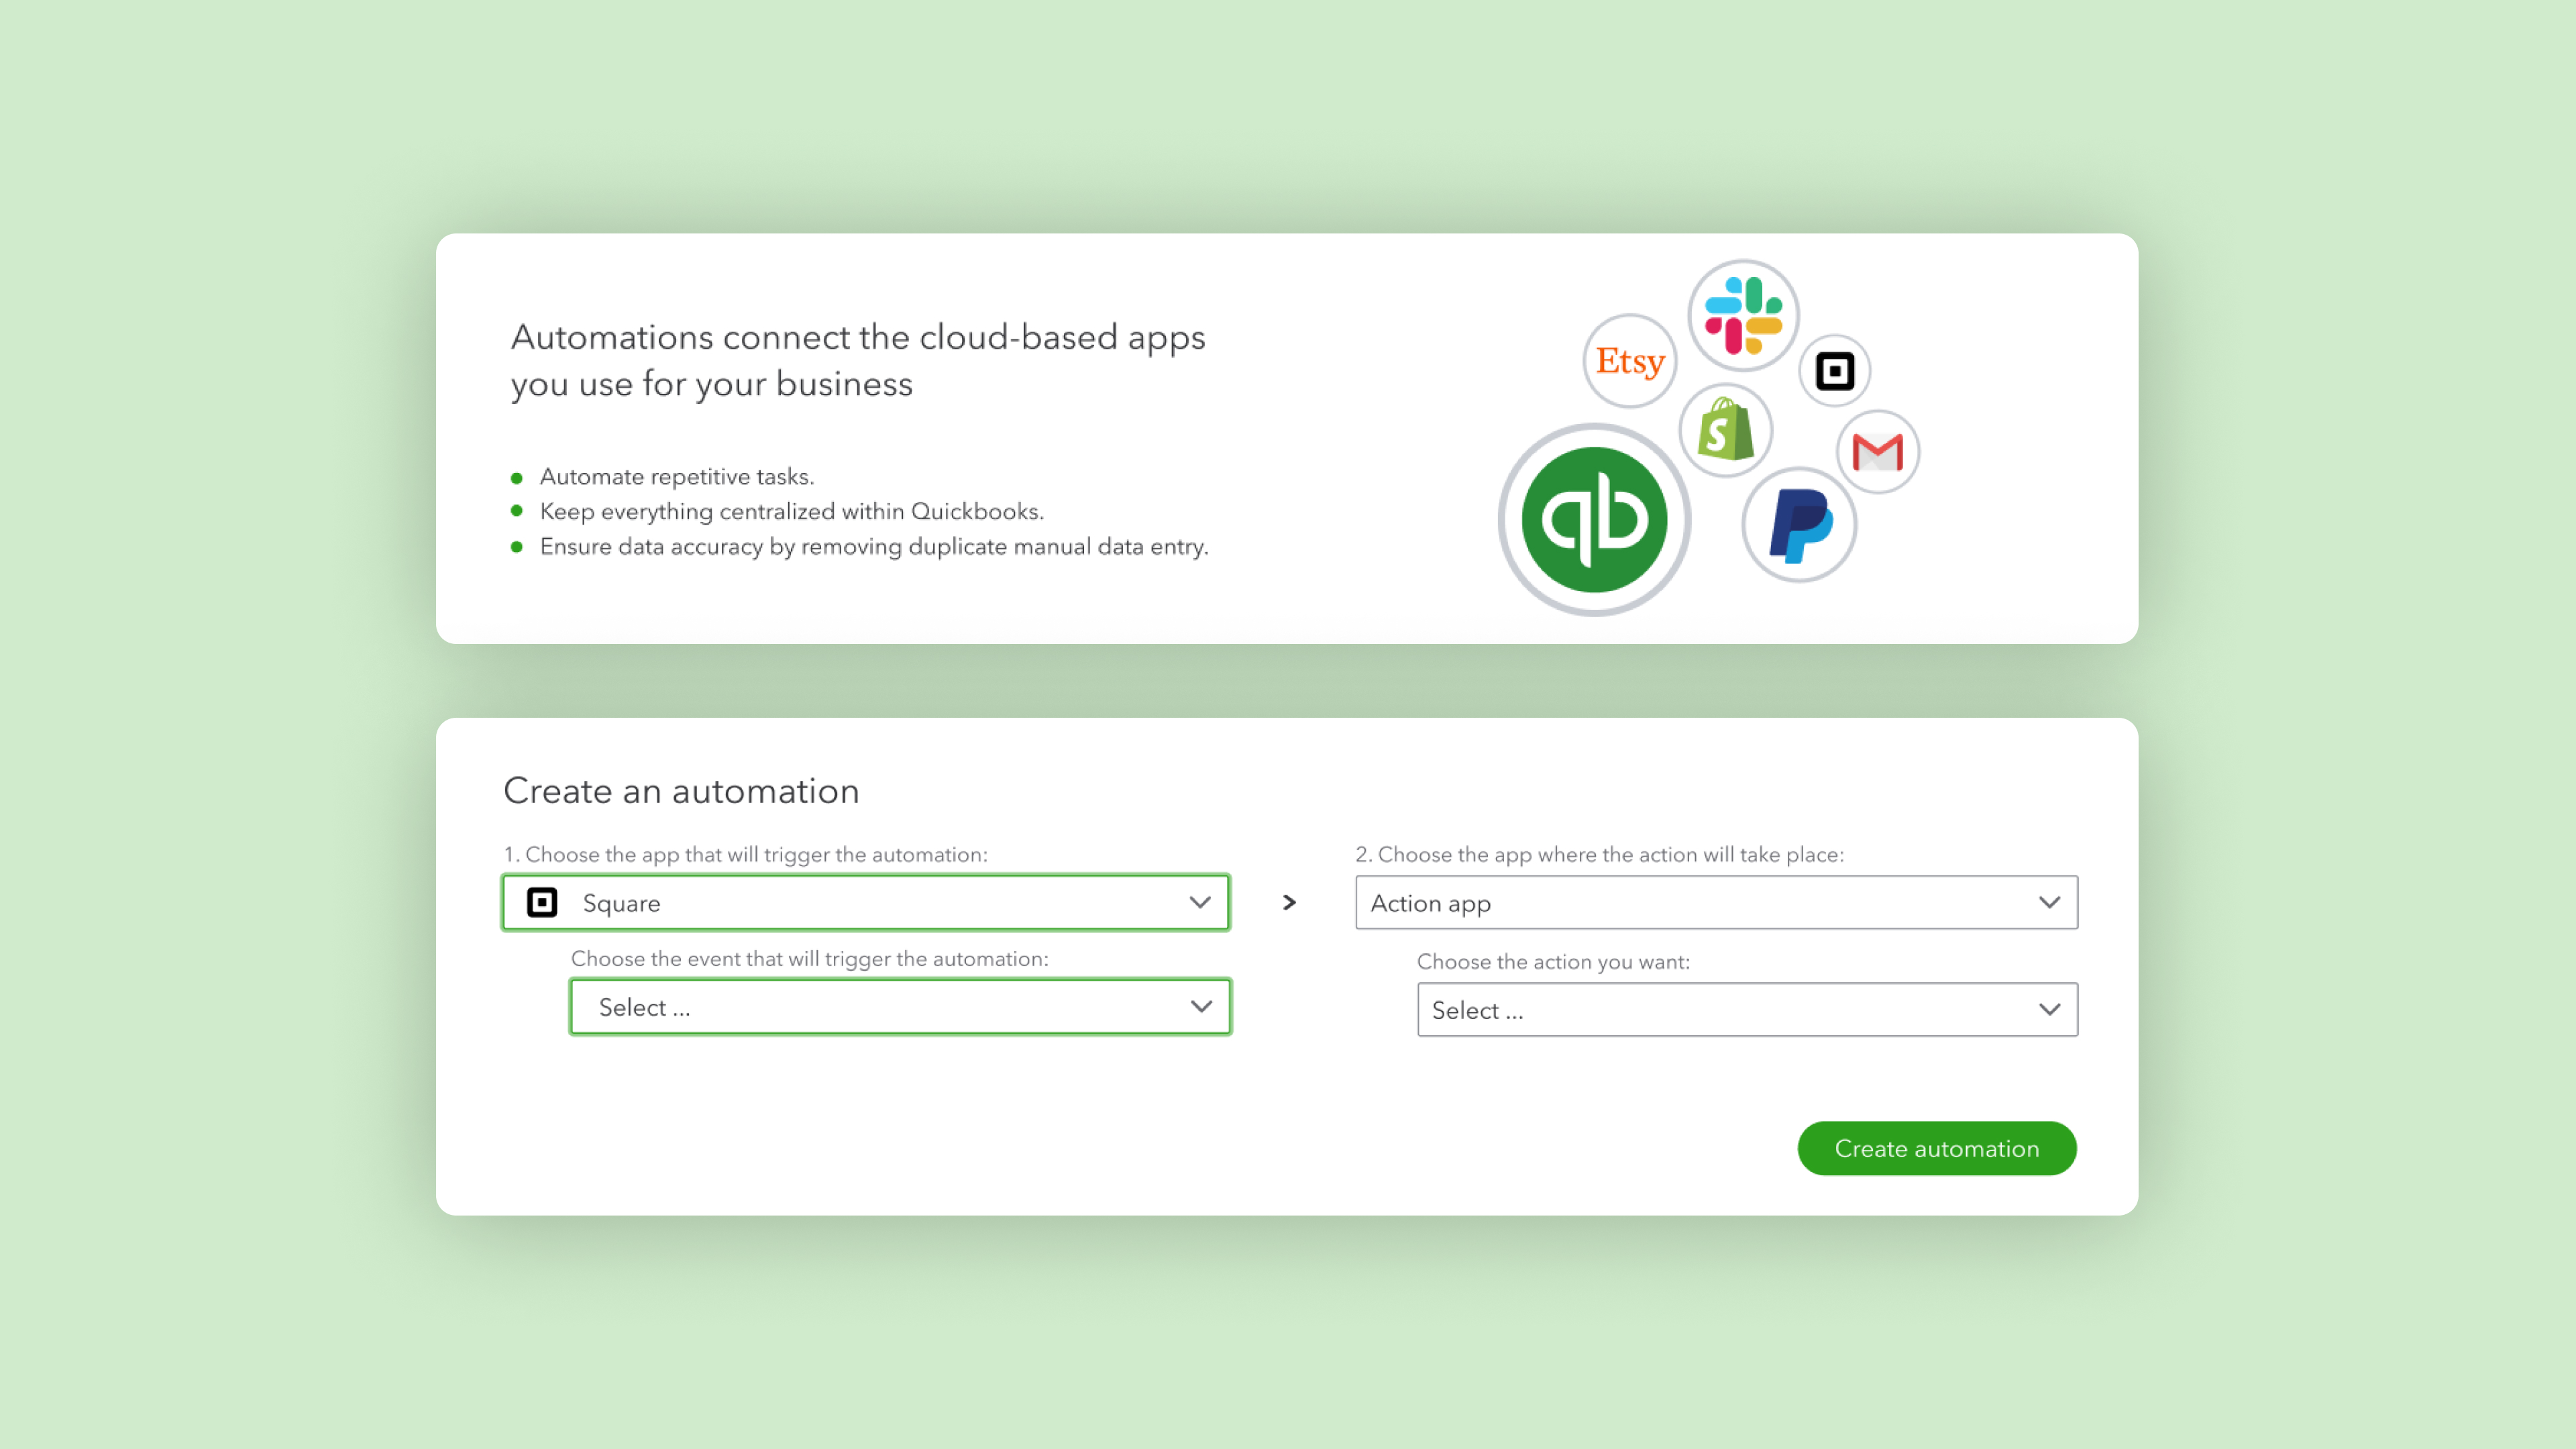 Automations connect the cloud-based apps
you use for your business
Automate repetitive tasks.
Keep everything centralized within Quickbooks.
Ensure data accuracy by removing duplicate manual data entry.
Etsy
S
qb
Create an automation
1. Choose the app that will trigger the automation:
Square
Choose the event that will trigger the automation:
Select ...
>
2. Choose the app where the action will take place:
Action app
Choose the action you want:
Select ...
Create automation